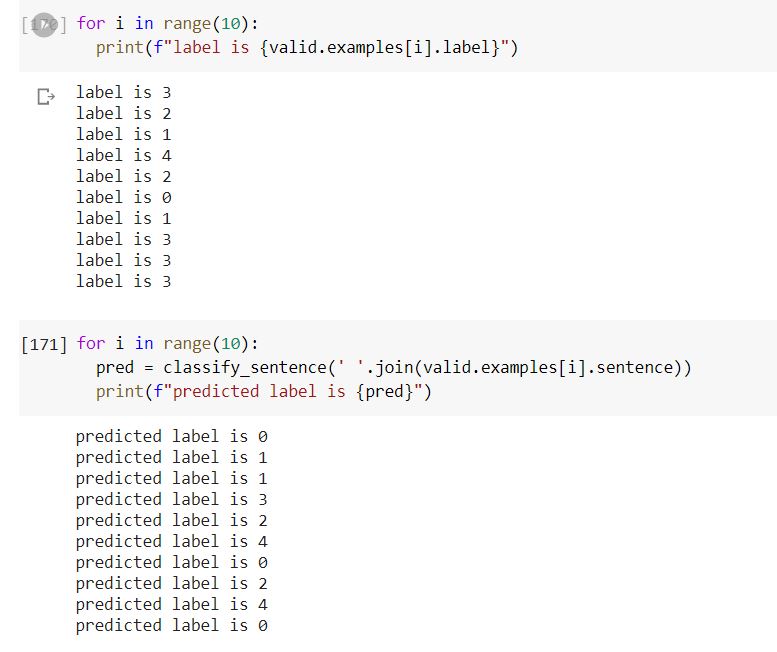 for i in range(10):
print(f"label is {valid.examples[i].label}")
label is 3
label is 2
label is 1
label is 4
label is 2
label is 0
label is 1
label is 3
label is 3
label is 3
[171] for i in range(10):
pred = classify_sentence(' '.join(valid.examples[i].sentence))
print(f"predicted label is {pred}")
predicted label is 0
predicted label is 1
predicted label is 1
predicted label is 3
predicted label is 2
predicted label is 4
predicted label is 0
predicted label is 2
predicted label is 4
predicted label is 0